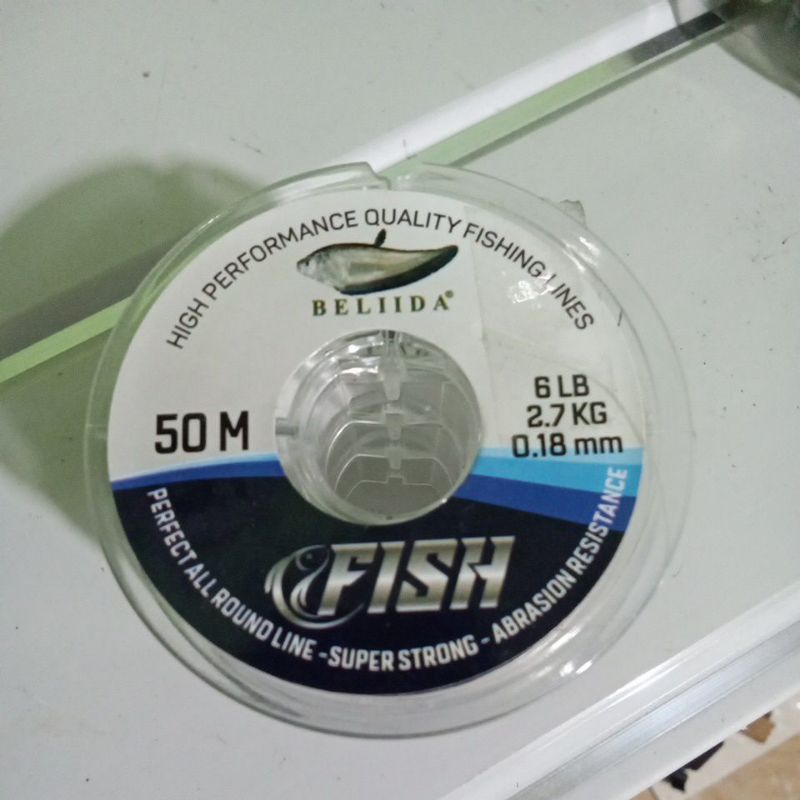 HIGH PERFORMANCE QUALITY FISHING LINES
BELIIDA®
50 M
6 LB
2.7 KG
0.18 mm
FISH
PERFECT ALL ROUND LINE - SUPER STRONG - ABRASION RESISTANCE